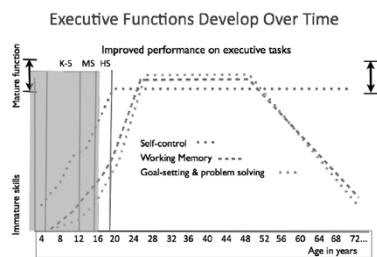 Executive Functions Develop Over Time
Improved performance on executive tasks
K-5 MS HS
Mature function
Immature skills
Self-control
Working Memory
Goal-setting & problem solving
4 8 12 16 20 24 28 32 36 40 44 48 52 56 60 64 68 72...
Age in years